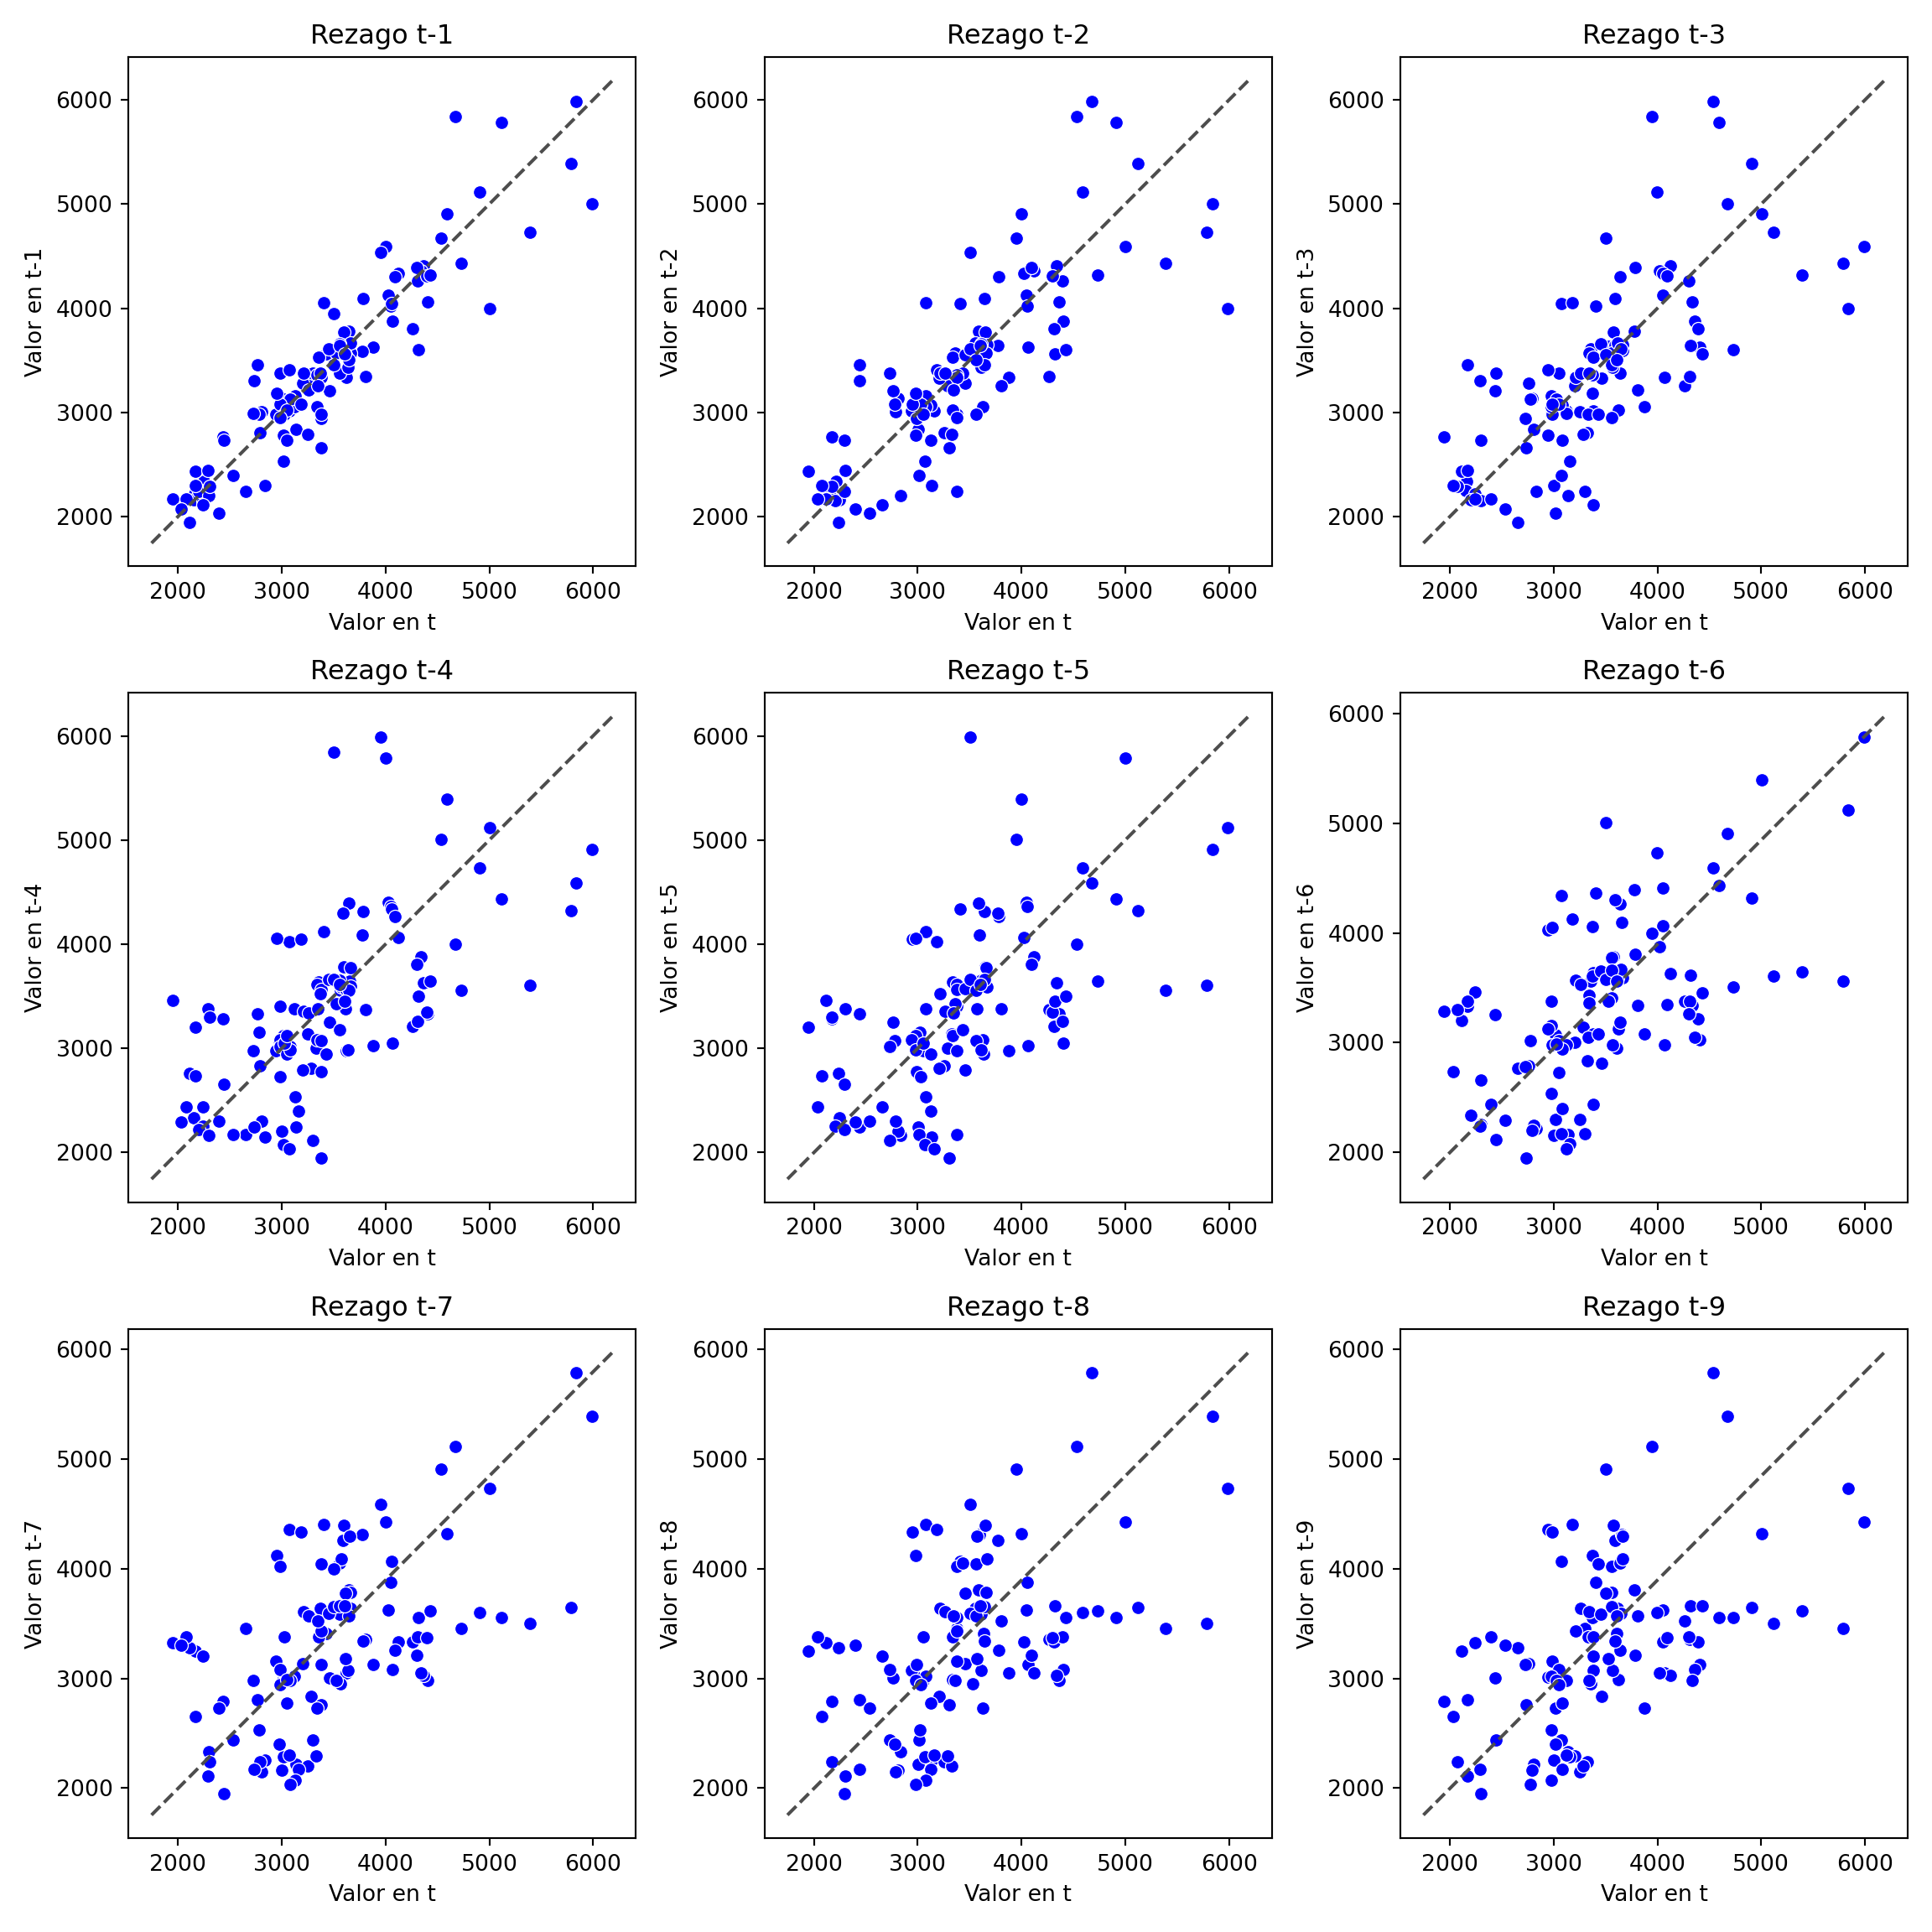 Rezago t-1
Rezago t-2
Rezago t-3
Valor en t-1
6000
5000
4000
3000
2000
2000 3000 4000 5000 6000
Valor en t
Valor en t-2
6000
5000
4000
3000
2000
2000 3000 4000 5000 6000
Valor en t
Valor en t-3
6000
5000
4000
3000
2000
2000 3000 4000 5000 6000
Valor en t
Rezago t-4
Rezago t-5
Rezago t-6
Valor en t-4
6000
5000
4000
3000
2000
2000 3000 4000 5000 6000
Valor en t
Valor en t-5
6000
5000
4000
3000
2000
2000 3000 4000 5000 6000
Valor en t
Valor en t-6
6000
5000
4000
3000
2000
2000 3000 4000 5000 6000
Valor en t
Rezago t-7
Rezago t-8
Rezago t-9
Valor en t-7
6000
5000
4000
3000
2000
2000 3000 4000 5000 6000
Valor en t
Valor en t-8
6000
5000
4000
3000
2000
2000 3000 4000 5000 6000
Valor en t
Valor en t-9
6000
5000
4000
3000
2000
2000 3000 4000 5000 6000
Valor en t